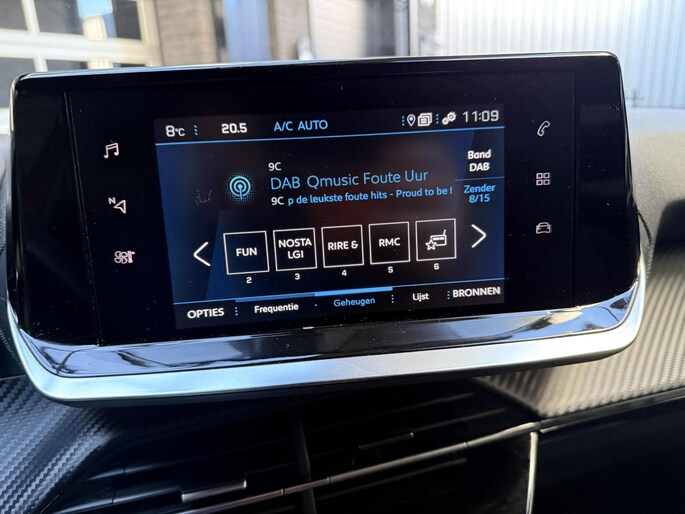 8°C 20.5 A/C AUTO 11:09
N
9C
DAB Qmusic Foute Uur
9C p de leukste foute hits - Proud to be f
Band
DAB
Zender
8/15
FUN
NOSTA
LGI
RIRE &
RMC
2 3 4 5 6
OPTIES Frequentie Geheugen Lijst BRONNEN